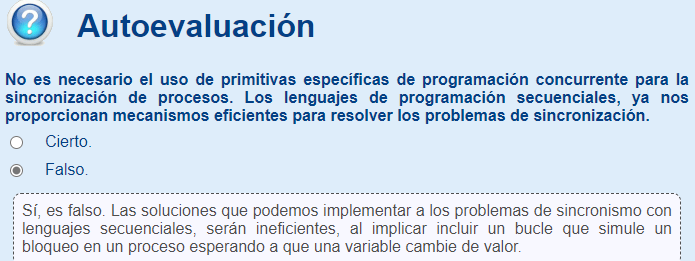 Autoevaluación
No es necesario el uso de primitivas específicas de programación concurrente para la
sincronización de procesos. Los lenguajes de programación secuenciales, ya nos
proporcionan mecanismos eficientes para resolver los problemas de sincronización.
Cierto.
Falso.
Sí, es falso. Las soluciones que podemos implementar a los problemas de sincronismo con
lenguajes secuenciales, serán ineficientes, al implicar incluir un bucle que simule un
bloqueo en un proceso esperando a que una variable cambie de valor.